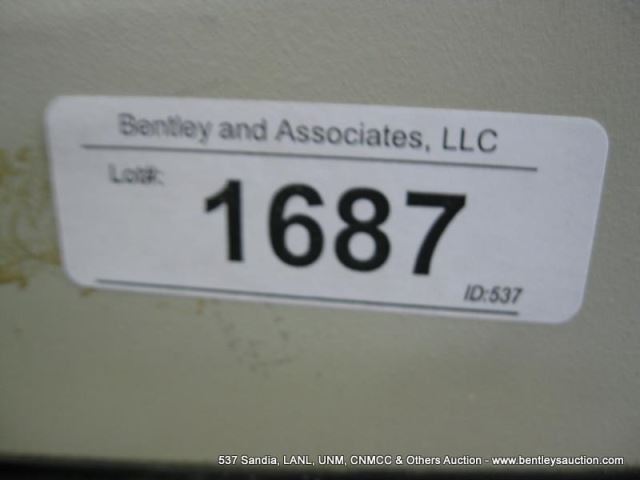 Bentley and Associates, LLC
Lot#:
1687
ID:537
537 Sandia, LANL, UNM, CNMCC & Others Auction - www.bentleysauction.com